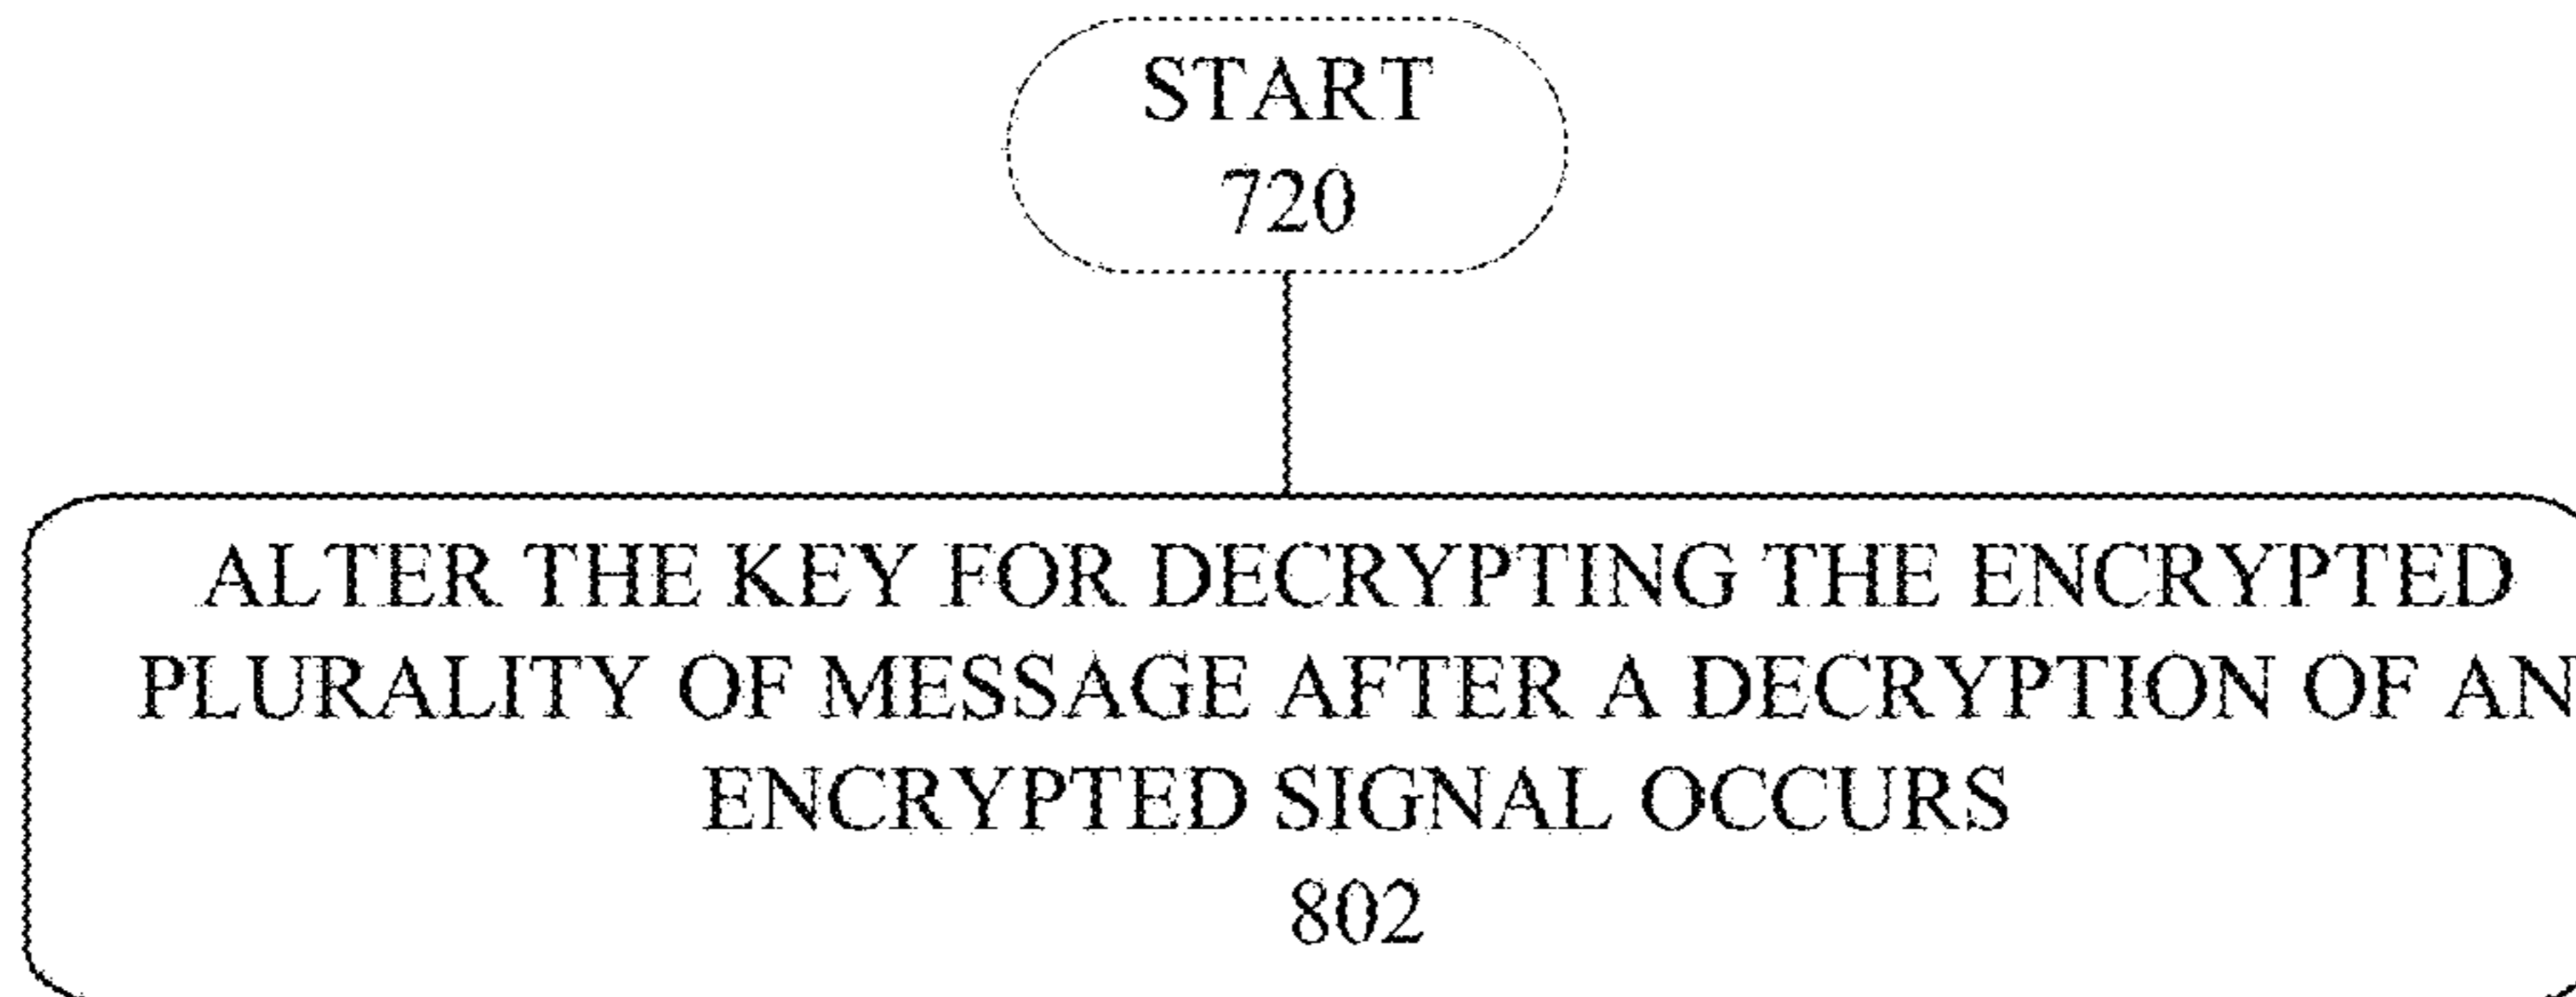 START
720
ALTER THE KEY FOR DECRYPTING THE ENCRYPTED
PLURALITY OF MESSAGE AFTER A DECRYPTION OF AN
ENCRYPTED SIGNAL OCCURS
802